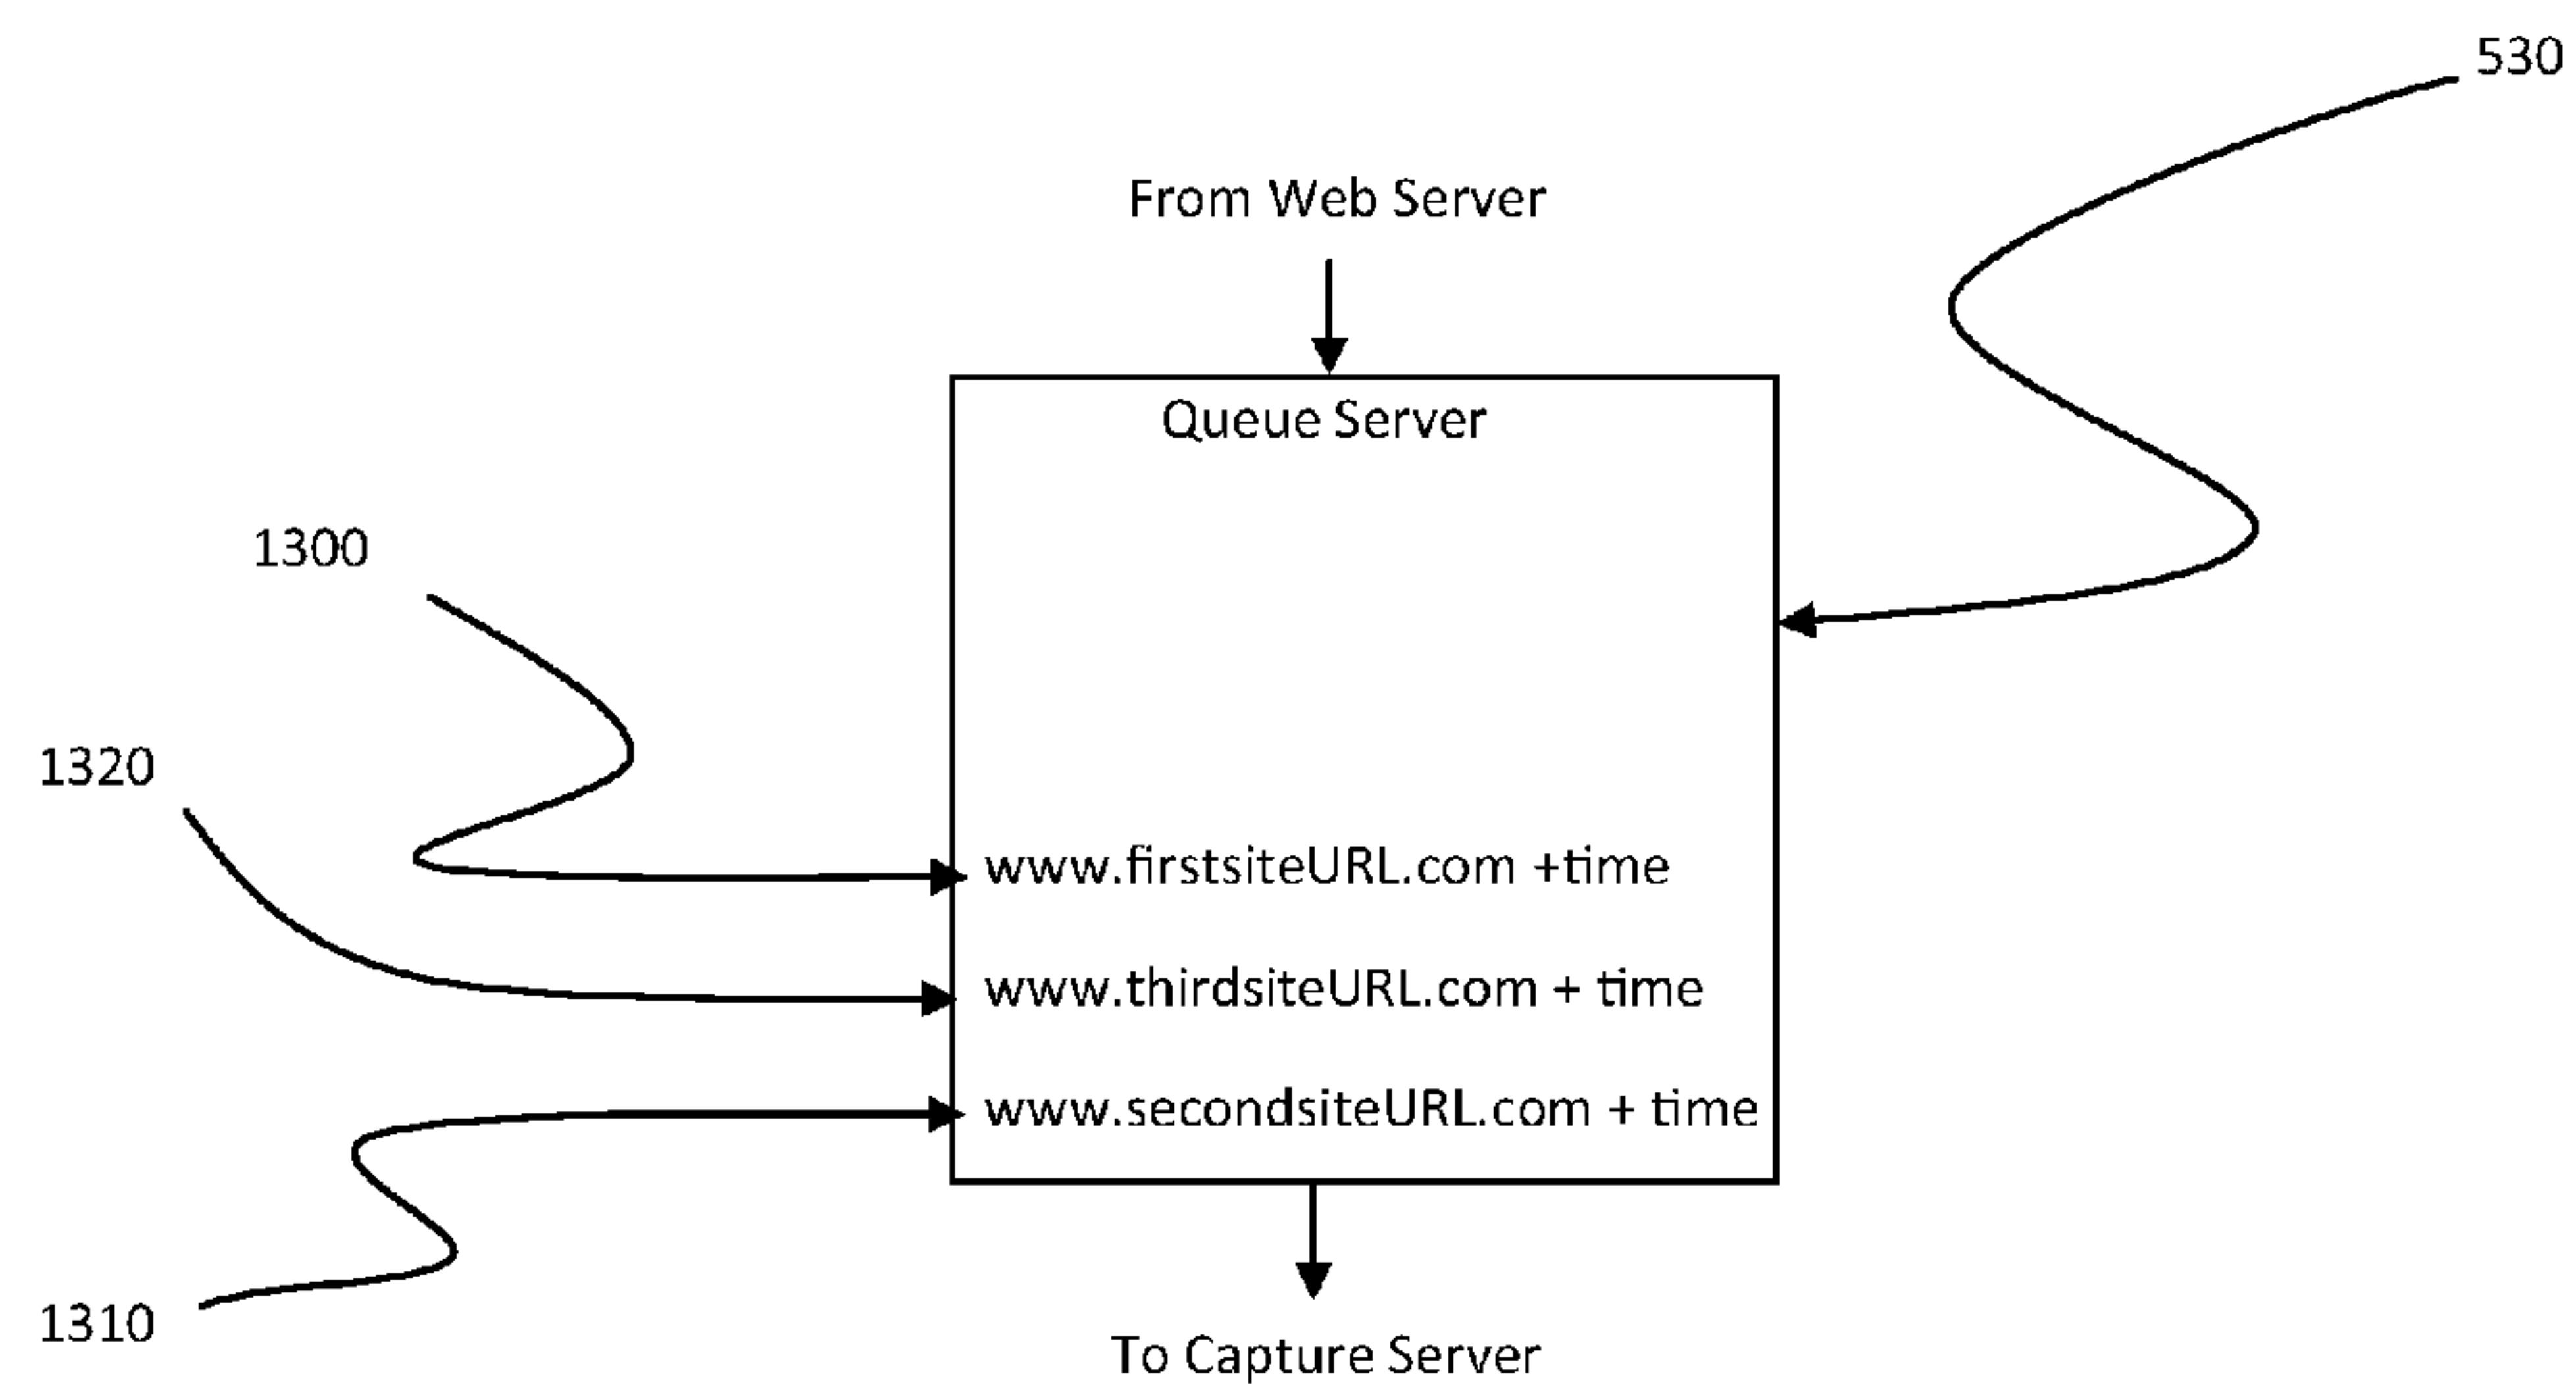 530
From Web Server
Queue Server
1300
1320
www.firstsiteURL.com +time
www.thirdsiteURL.com + time
www.secondsiteURL.com + time
1310
To Capture Server